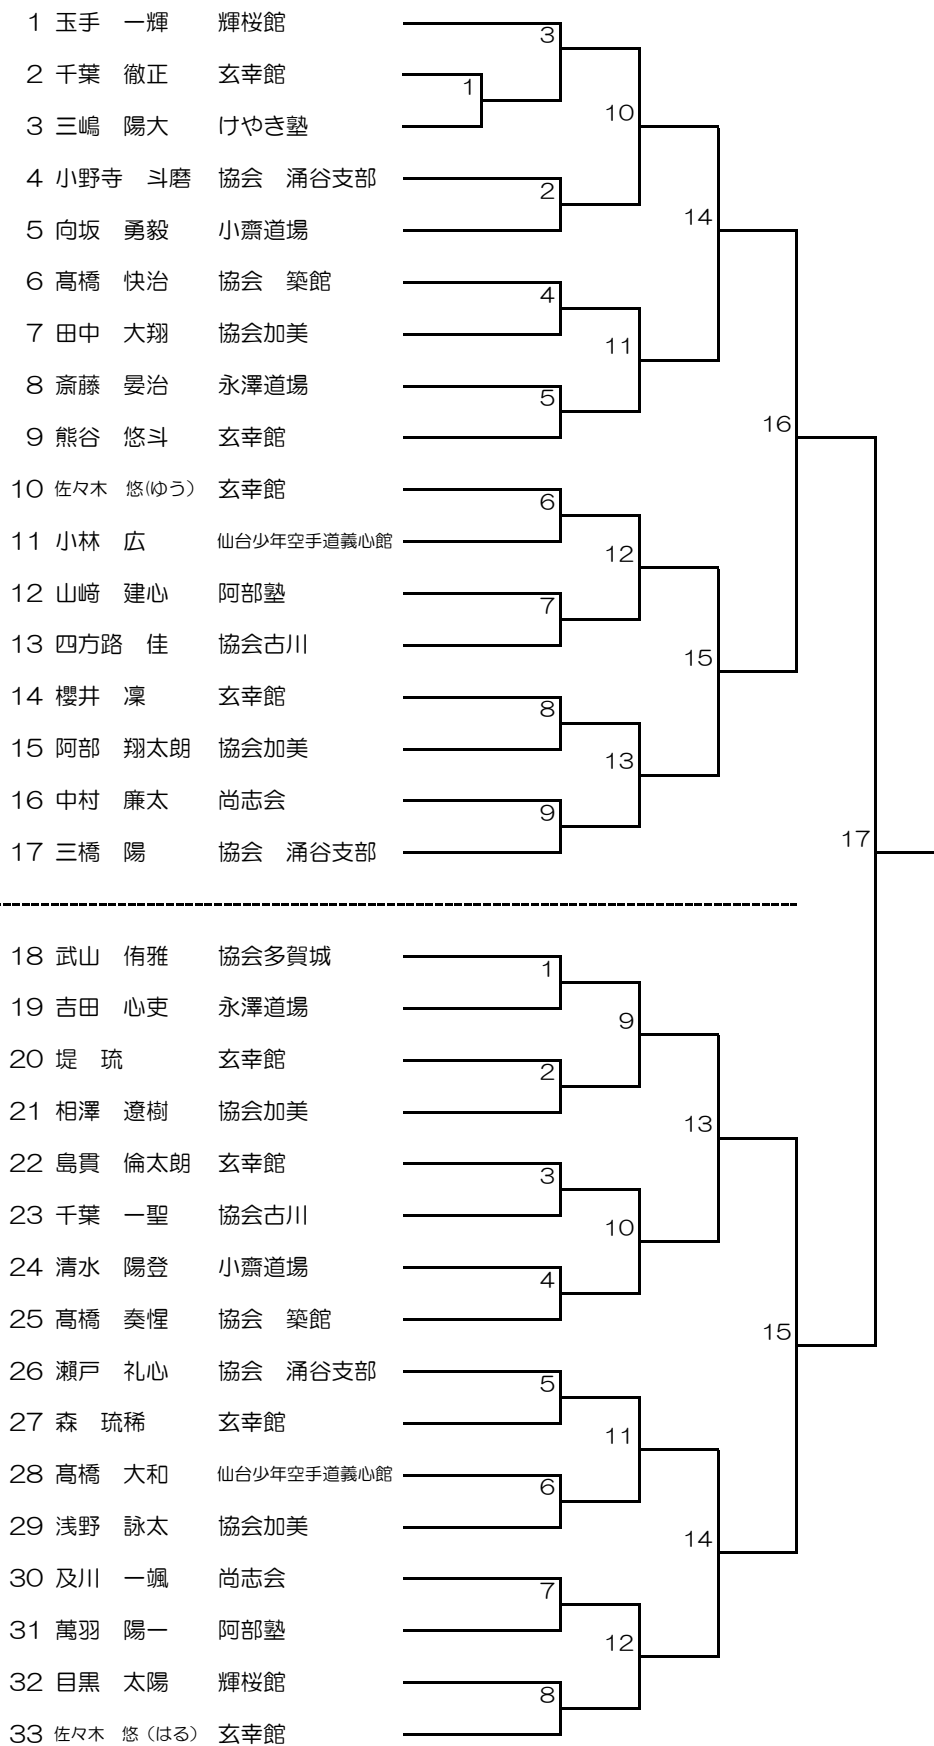 1 玉手　一輝　輝桜館
3
2 千葉　徹正　玄幸館
1
10
3 三嶋　陽大　けやき塾
4 小野寺　斗磨　協会　涌谷支部
2
14
5 向坂　勇毅　小齋道場
6 髙橋　快治　協会　築館
4
7 田中　大翔　協会加美
11
8 斎藤　晏治　永澤道場
5
16
9 熊谷　悠斗　玄幸館
10 佐々木　悠(ゆう)　玄幸館
6
11 小林　広　仙台少年空手道義心館
12
12 山﨑　建心　阿部塾
7
13 四方路　佳　協会古川
15
14 櫻井　凜　玄幸館
8
15 阿部　翔太朗　協会加美
13
16 中村　廉太　尚志会
9
17
17 三橋　陽　協会　涌谷支部
18 武山　侑雅　協会多賀城
1
19 吉田　心吏　永澤道場
9
20 堤　琉　玄幸館
2
21 相澤　遼樹　協会加美
13
22 島貫　倫太朗　玄幸館
3
23 千葉　一聖　協会古川
10
24 清水　陽登　小齋道場
4
25 髙橋　奏惺　協会　築館
15
26 瀬戸　礼心　協会　涌谷支部
5
27 森　琉稀　玄幸館
11
28 髙橋　大和　仙台少年空手道義心館
6
29 浅野　詠太　協会加美
14
30 及川　一颯　尚志会
7
31 萬羽　陽一　阿部塾
12
32 目黒　太陽　輝桜館
8
33 佐々木　悠（はる）　玄幸館